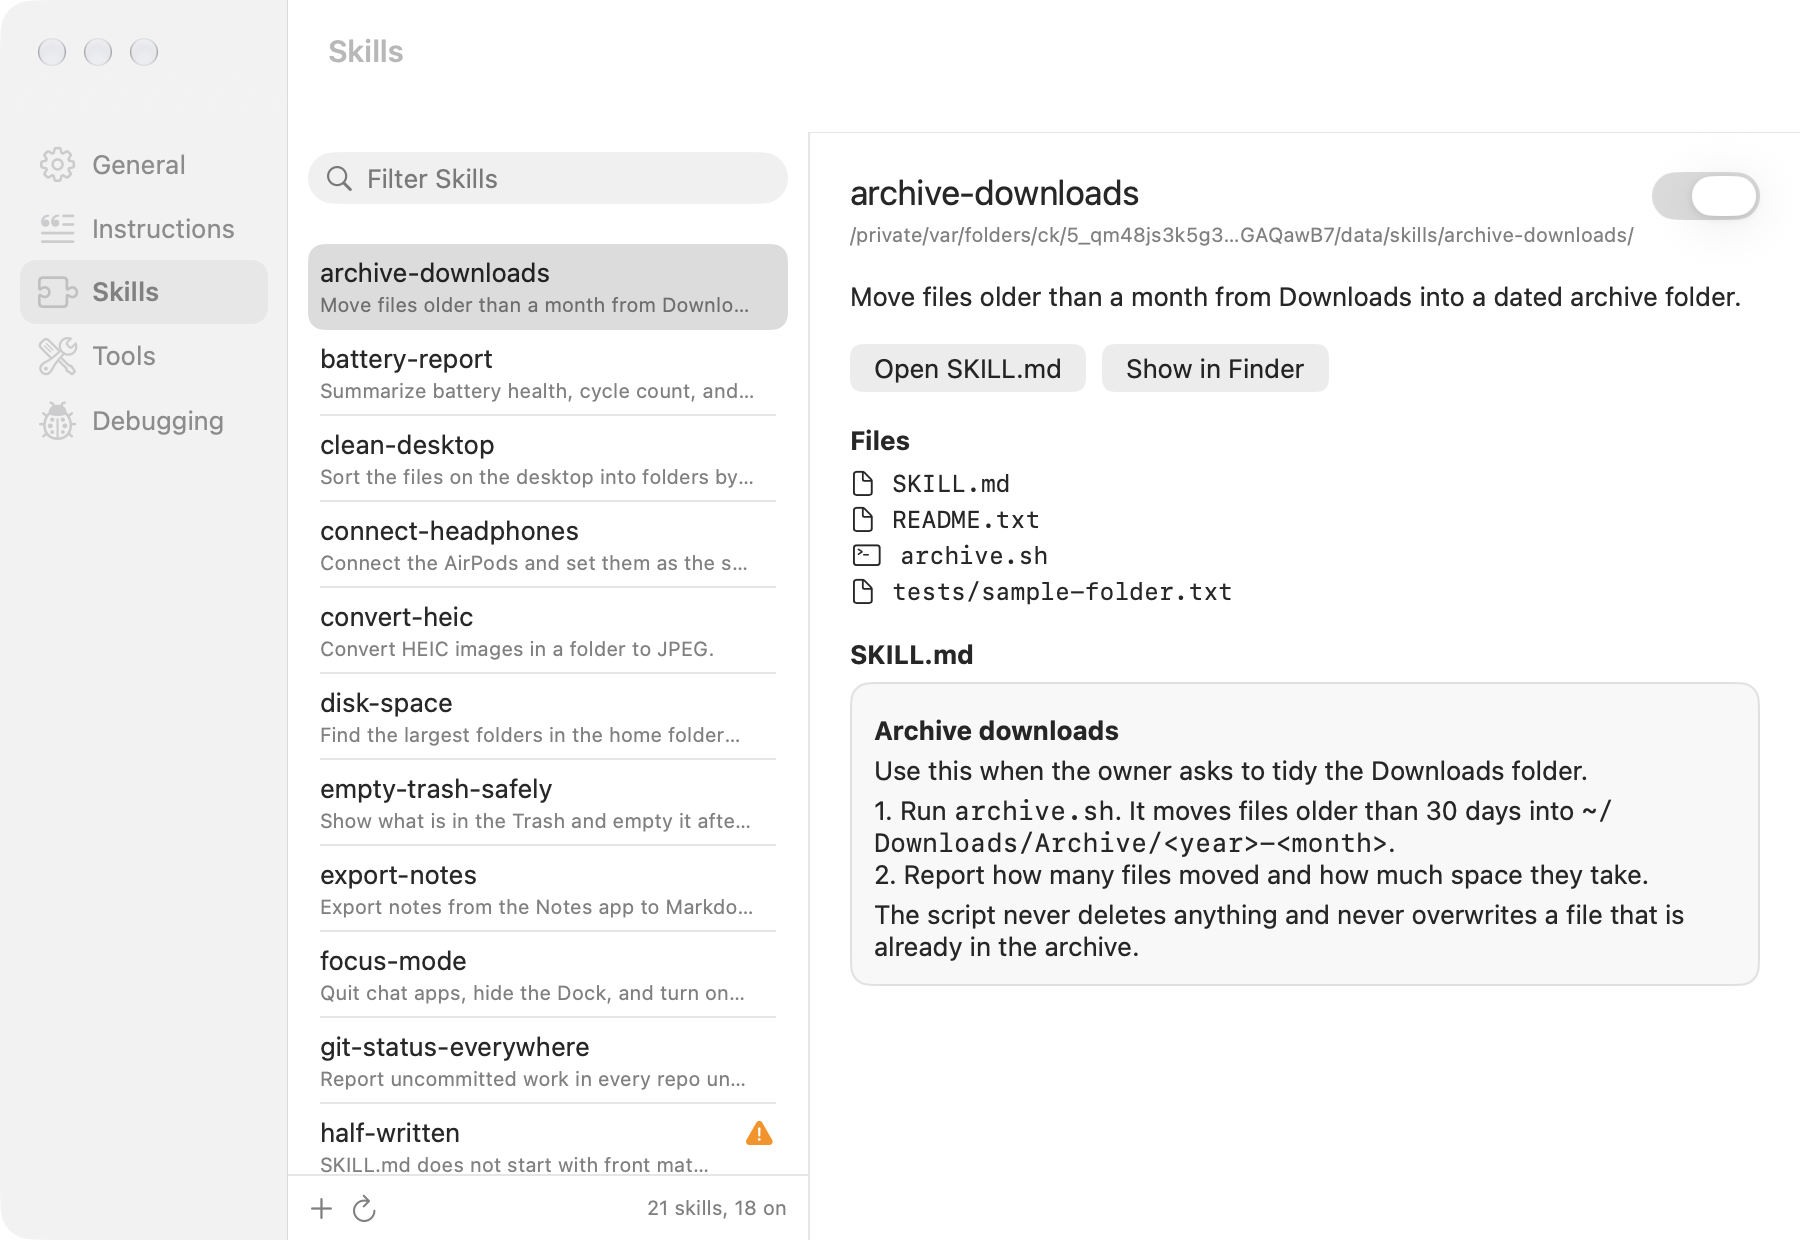 Skills
General
Instructions
Skills
Tools
Debugging
Filter Skills
archive-downloads
Move files older than a month from Downlo...
battery-report
Summarize battery health, cycle count, and...
clean-desktop
Sort the files on the desktop into folders by...
connect-headphones
Connect the AirPods and set them as the s...
convert-heic
Convert HEIC images in a folder to JPEG.
disk-space
Find the largest folders in the home folder...
empty-trash-safely
Show what is in the Trash and empty it afte...
export-notes
Export notes from the Notes app to Markdo...
focus-mode
Quit chat apps, hide the Dock, and turn on...
git-status-everywhere
Report uncommitted work in every repo un...
half-written
SKILL.md does not start with front mat...
21 skills, 18 on
archive-downloads
/private/var/folders/ck/5_qm48js3k5g3...GAQawB7/data/skills/archive-downloads/
Move files older than a month from Downloads into a dated archive folder.
Open SKILL.md
Show in Finder
Files
SKILL.md
README.txt
archive.sh
tests/sample-folder.txt
SKILL.md
Archive downloads
Use this when the owner asks to tidy the Downloads folder.
1. Run archive.sh. It moves files older than 30 days into ~/
Downloads/Archive/<year>-<month>.
2. Report how many files moved and how much space they take.
The script never deletes anything and never overwrites a file that is
already in the archive.